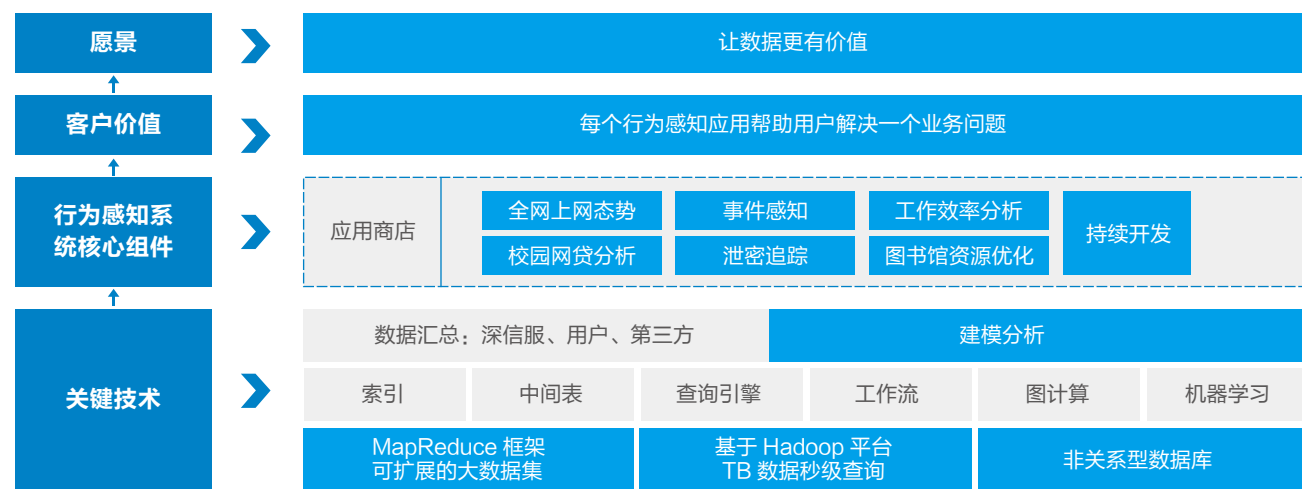 愿景
让数据更有价值
客户价值
每个行为感知应用帮助用户解决一个业务问题
行为感知系
统核心组件
应用商店
全网上网态势
事件感知
工作效率分析
持续开发
校园网贷分析
泄密追踪
图书馆资源优化
关键技术
数据汇总：深信服、用户、第三方
建模分析
索引
中间表
查询引擎
工作流
图计算
机器学习
MapReduce 框架
可扩展的大数据集
基于 Hadoop 平台
TB 数据秒级查询
非关系型数据库